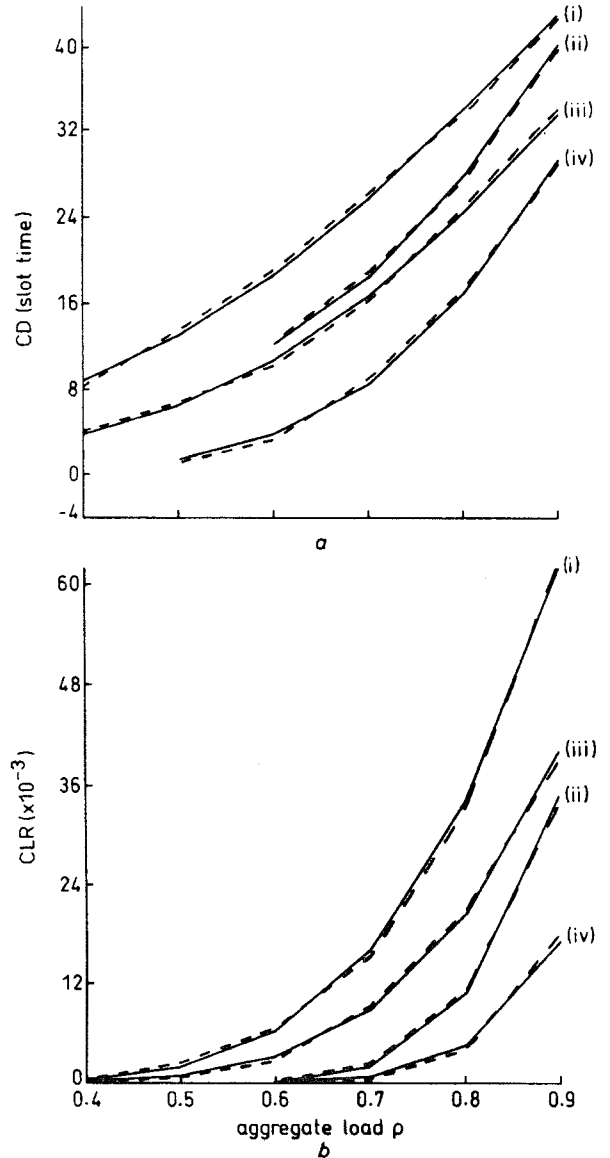 40
32
24
16
8
0
-4
CD (slot time)
(i)
(ii)
(iii)
(iv)
a
60
48
36
24
12
0
CLR (x10⁻³)
(i)
(iii)
(ii)
(iv)
0.4 0.5 0.6 0.7 0.8 0.9
aggregate load ρ
b